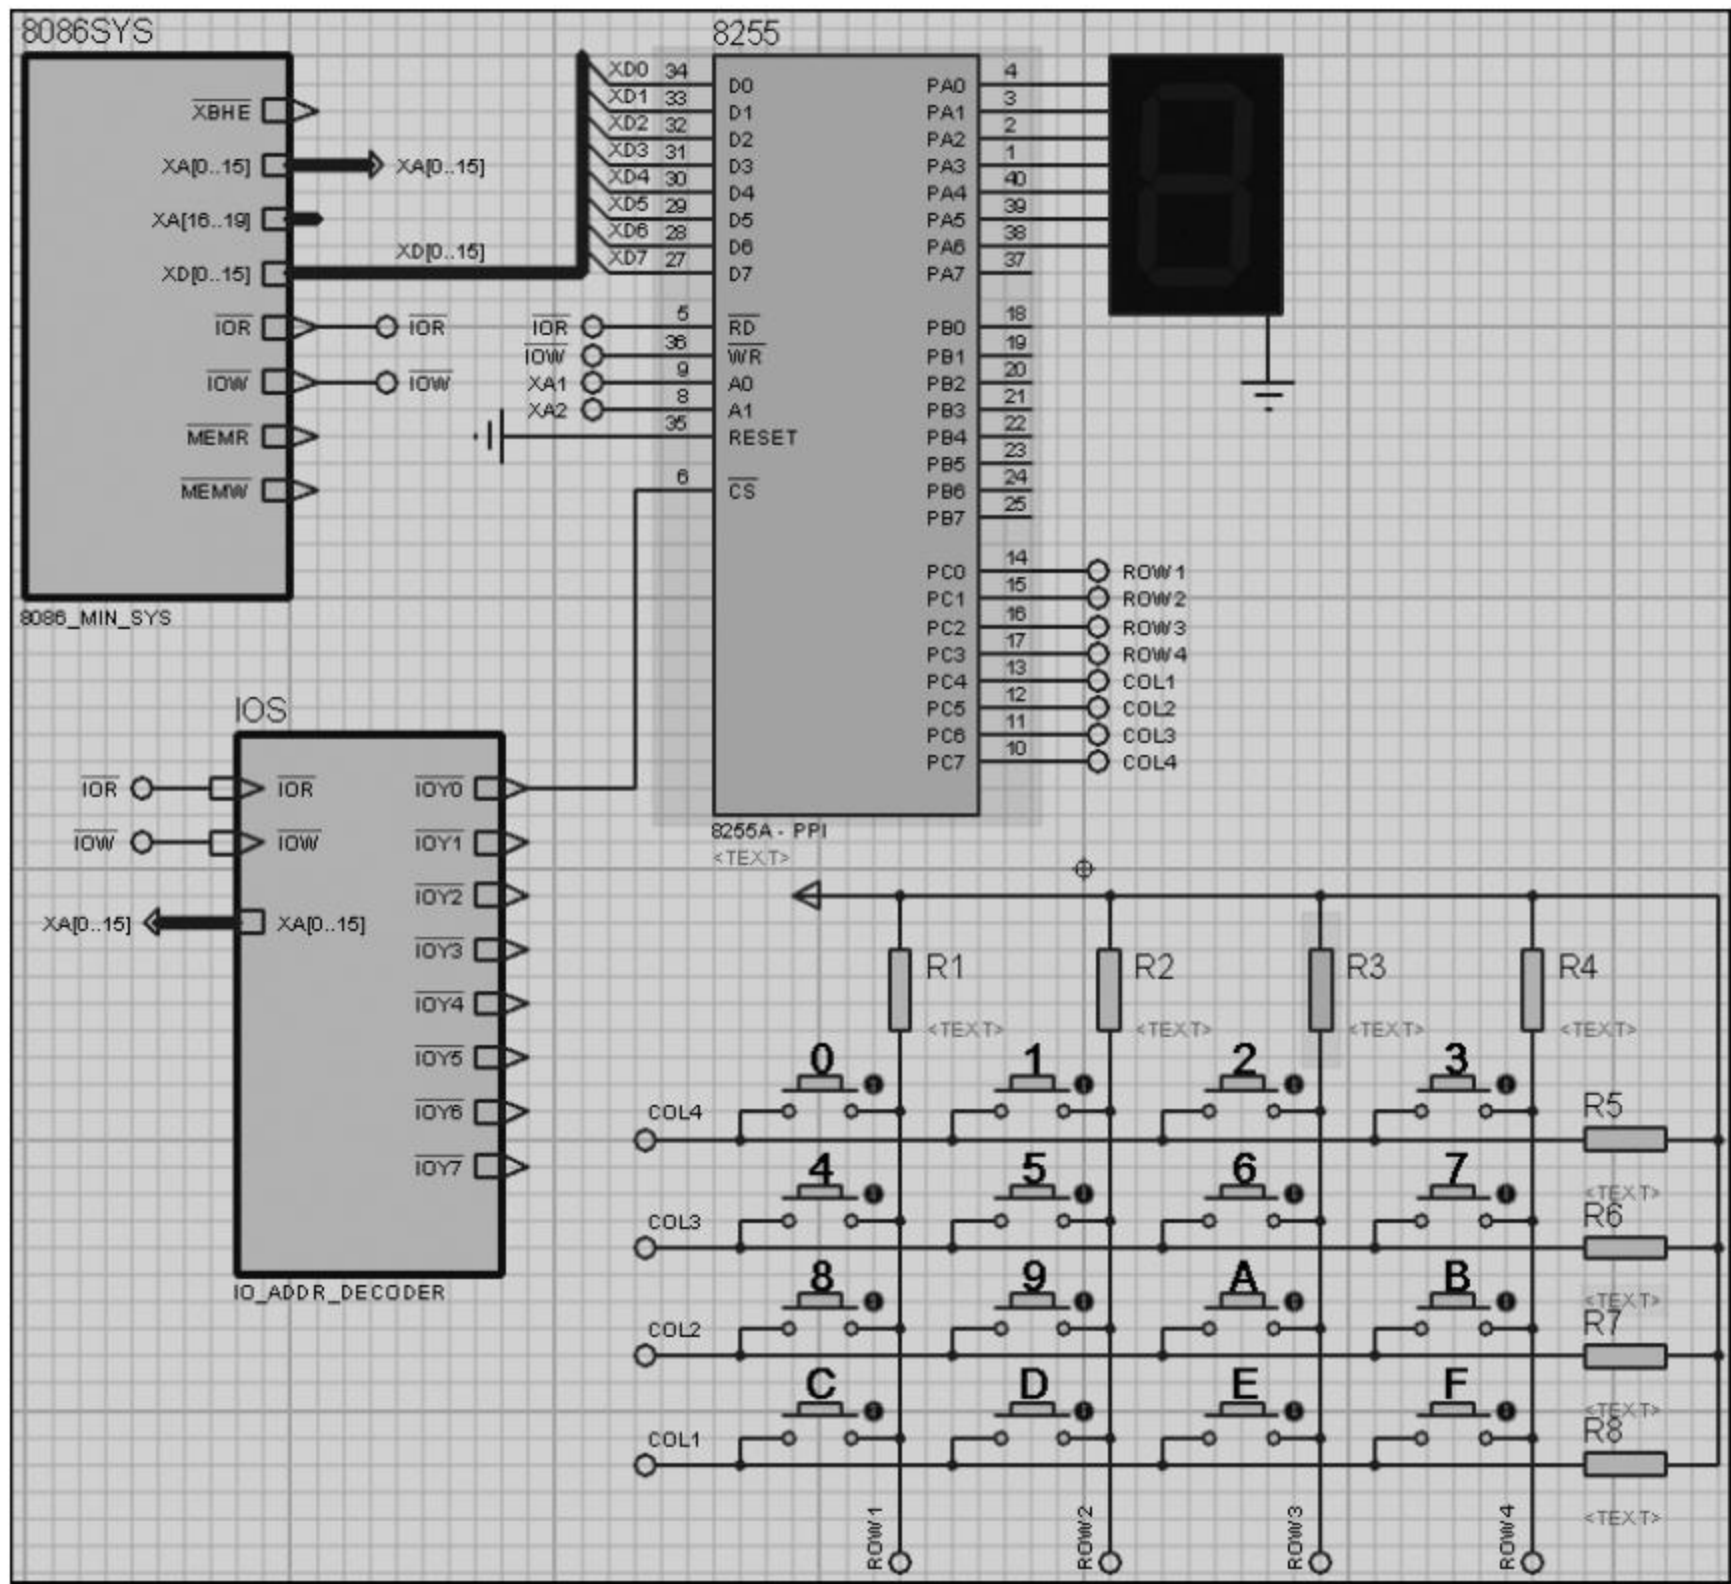 8086SYS
XBHE
XA[0..15]
XA[0..15]
XA[16..19]
XD[0..15]
XD[0..15]
IOR
IOR
IOW
IOW
MEMR
MEMW
8086_MIN_SYS
8255
XD0 34 D0
XD1 33 D1
XD2 32 D2
XD3 31 D3
XD4 30 D4
XD5 29 D5
XD6 28 D6
XD7 27 D7
IOR 5 RD
IOW 36 WR
XA1 9 A0
XA2 8 A1
35 RESET
6 CS
PA0 4
PA1 3
PA2 2
PA3 1
PA4 40
PA5 39
PA6 38
PA7 37
PB0 18
PB1 19
PB2 20
PB3 21
PB4 22
PB5 23
PB6 24
PB7 25
PC0 14 ROW1
PC1 15 ROW2
PC2 16 ROW3
PC3 17 ROW4
PC4 13 COL1
PC5 12 COL2
PC6 11 COL3
PC7 10 COL4
8255A - PPI
<TEXT>
IOS
IOR IOR IOY0
IOW IOW IOY1
IOY2
XA[0..15] XA[0..15]
IOY3
IOY4
IOY5
IOY6
IOY7
IO_ADDR_DECODER
R1 R2 R3 R4
<TEXT> <TEXT> <TEXT> <TEXT>
0 1 2 3
COL4 R5
4 5 6 7
<TEXT>
COL3 R6
8 9 A B
<TEXT>
COL2 R7
C D E F
<TEXT>
COL1 R8
<TEXT>
ROW1 ROW2 ROW3 ROW4